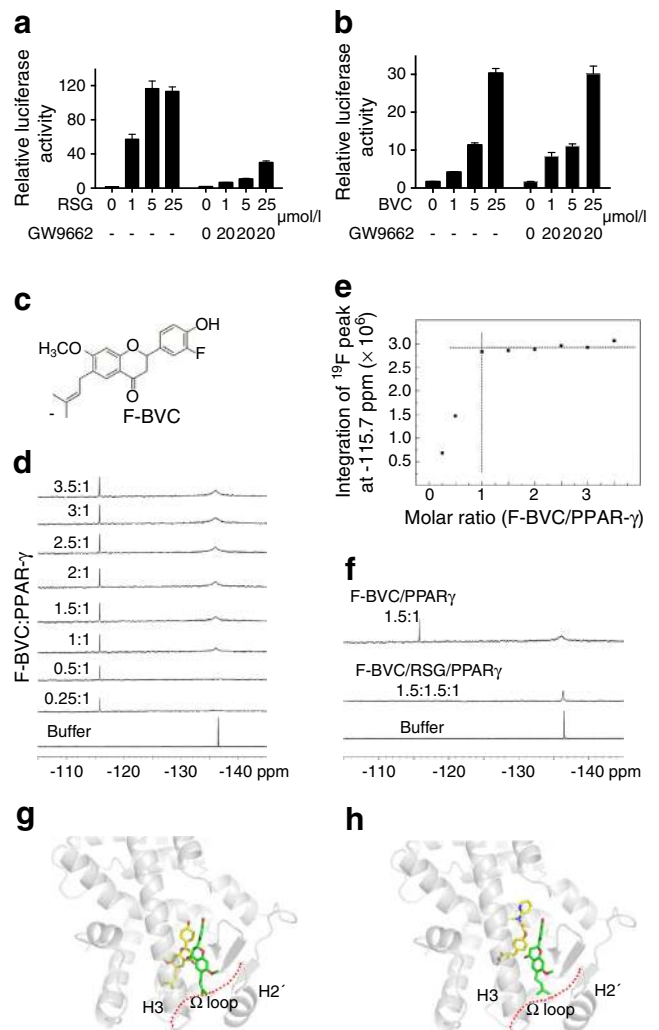 a
Relative luciferase
activity
120
80
40
0
RSG 0 1 5 25 0 1 5 25
μmol/l
GW9662 - - - - 0 20 20 20
b
Relative luciferase
activity
30
20
10
0
BVC 0 1 5 25 0 1 5 25
μmol/l
GW9662 - - - - 0 20 20 20
c
OH
F
O
H₃CO
O
F-BVC
d
F-BVC:PPAR-γ
3.5:1
3:1
2.5:1
2:1
1.5:1
1:1
0.5:1
0.25:1
Buffer
-110 -120 -130 -140 ppm
e
Integration of ¹⁹F peak
at -115.7 ppm (× 10⁶)
3.0
2.5
2.0
1.5
1.0
0.5
0 1 2 3
Molar ratio (F-BVC/PPAR-γ)
f
F-BVC/PPARγ
1.5:1
F-BVC/RSG/PPARγ
1.5:1.5:1
Buffer
-110 -120 -130 -140 ppm
g
H3
Ω loop
H2´
h
H3
Ω loop
H2´